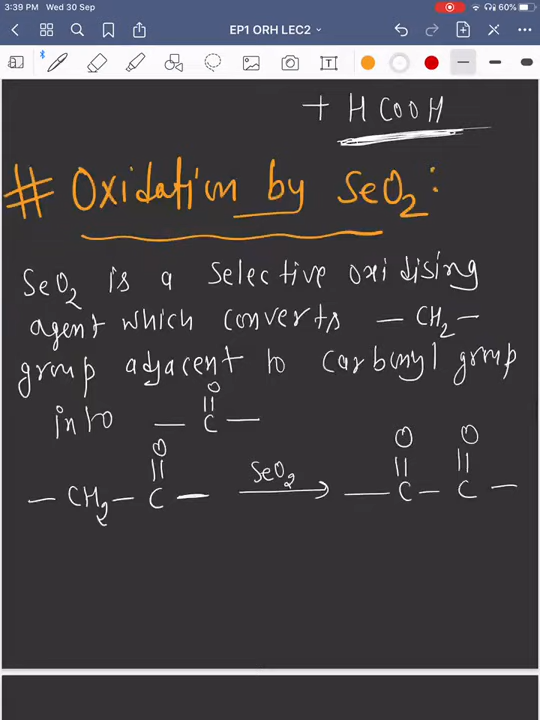 3:39 PM Wed 30 Sep 60%
EP1 ORH LEC2
T
+ HCOOH
# Oxidation by SeO2:
SeO2 is a selective oxidising
agent which converts —CH2—
group adjacent to carbonyl group
into —C—
O
—CH2—C— SeO2 —C—C—
O O O